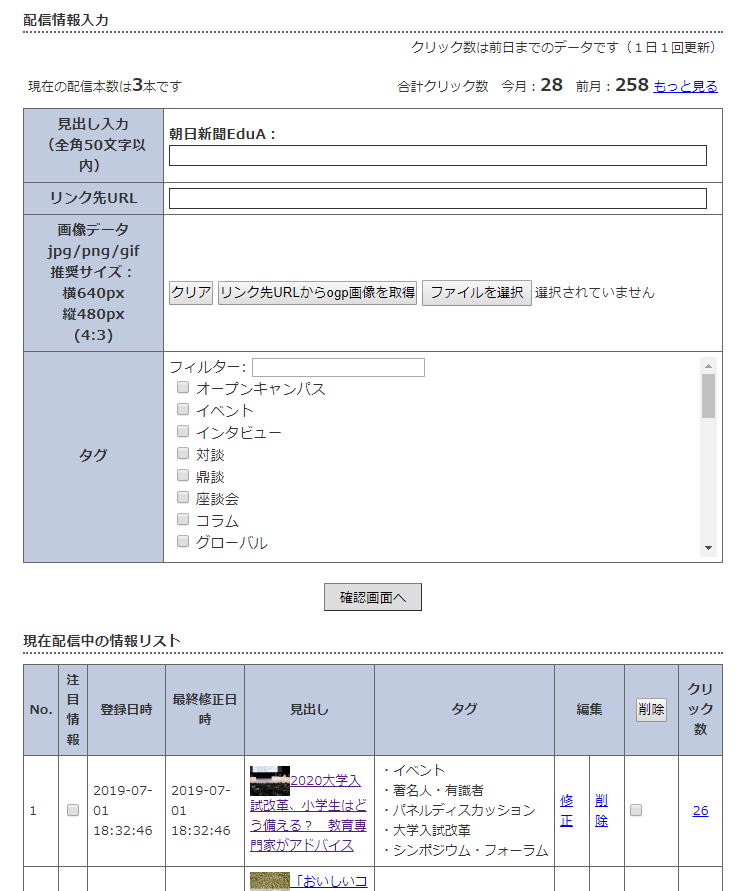 配信情報入力
クリック数は前日までのデータです（１日１回更新）
現在の配信本数は3本です
合計クリック数　今月：28　前月：258 もっと見る
見出し入力
（全角50文字以
内）
朝日新聞EduA：
リンク先URL
画像データ
jpg/png/gif
推奨サイズ：
横640px
縦480px
(4:3)
クリア リンク先URLからogp画像を取得 ファイルを選択 選択されていません
タグ
フィルター:
オープンキャンパス
イベント
インタビュー
対談
鼎談
座談会
コラム
グローバル
確認画面へ
現在配信中の情報リスト
No.
注
目
情
報
登録日時
最終修正日
時
見出し
タグ
編集
削除
クリ
ック
数
1
2019-07-
01
18:32:46
2019-07-
01
18:32:46
2020大学入
試改革、小学生はど
う備える？　教育専
門家がアドバイス
・イベント
・著名人・有識者
・パネルディスカッション
・大学入試改革
・シンポジウム・フォーラム
修
正
削
除
26
「おいしいコ